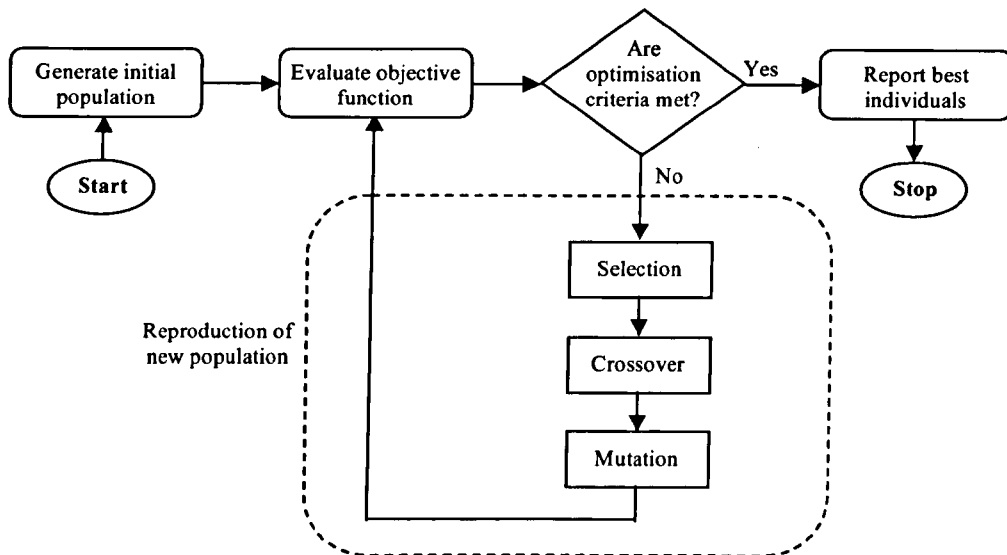 Generate initial
population
Evaluate objective
function
Are
optimisation
criteria met?
Yes
Report best
individuals
Start
Stop
No
Selection
Reproduction of
new population
Crossover
Mutation